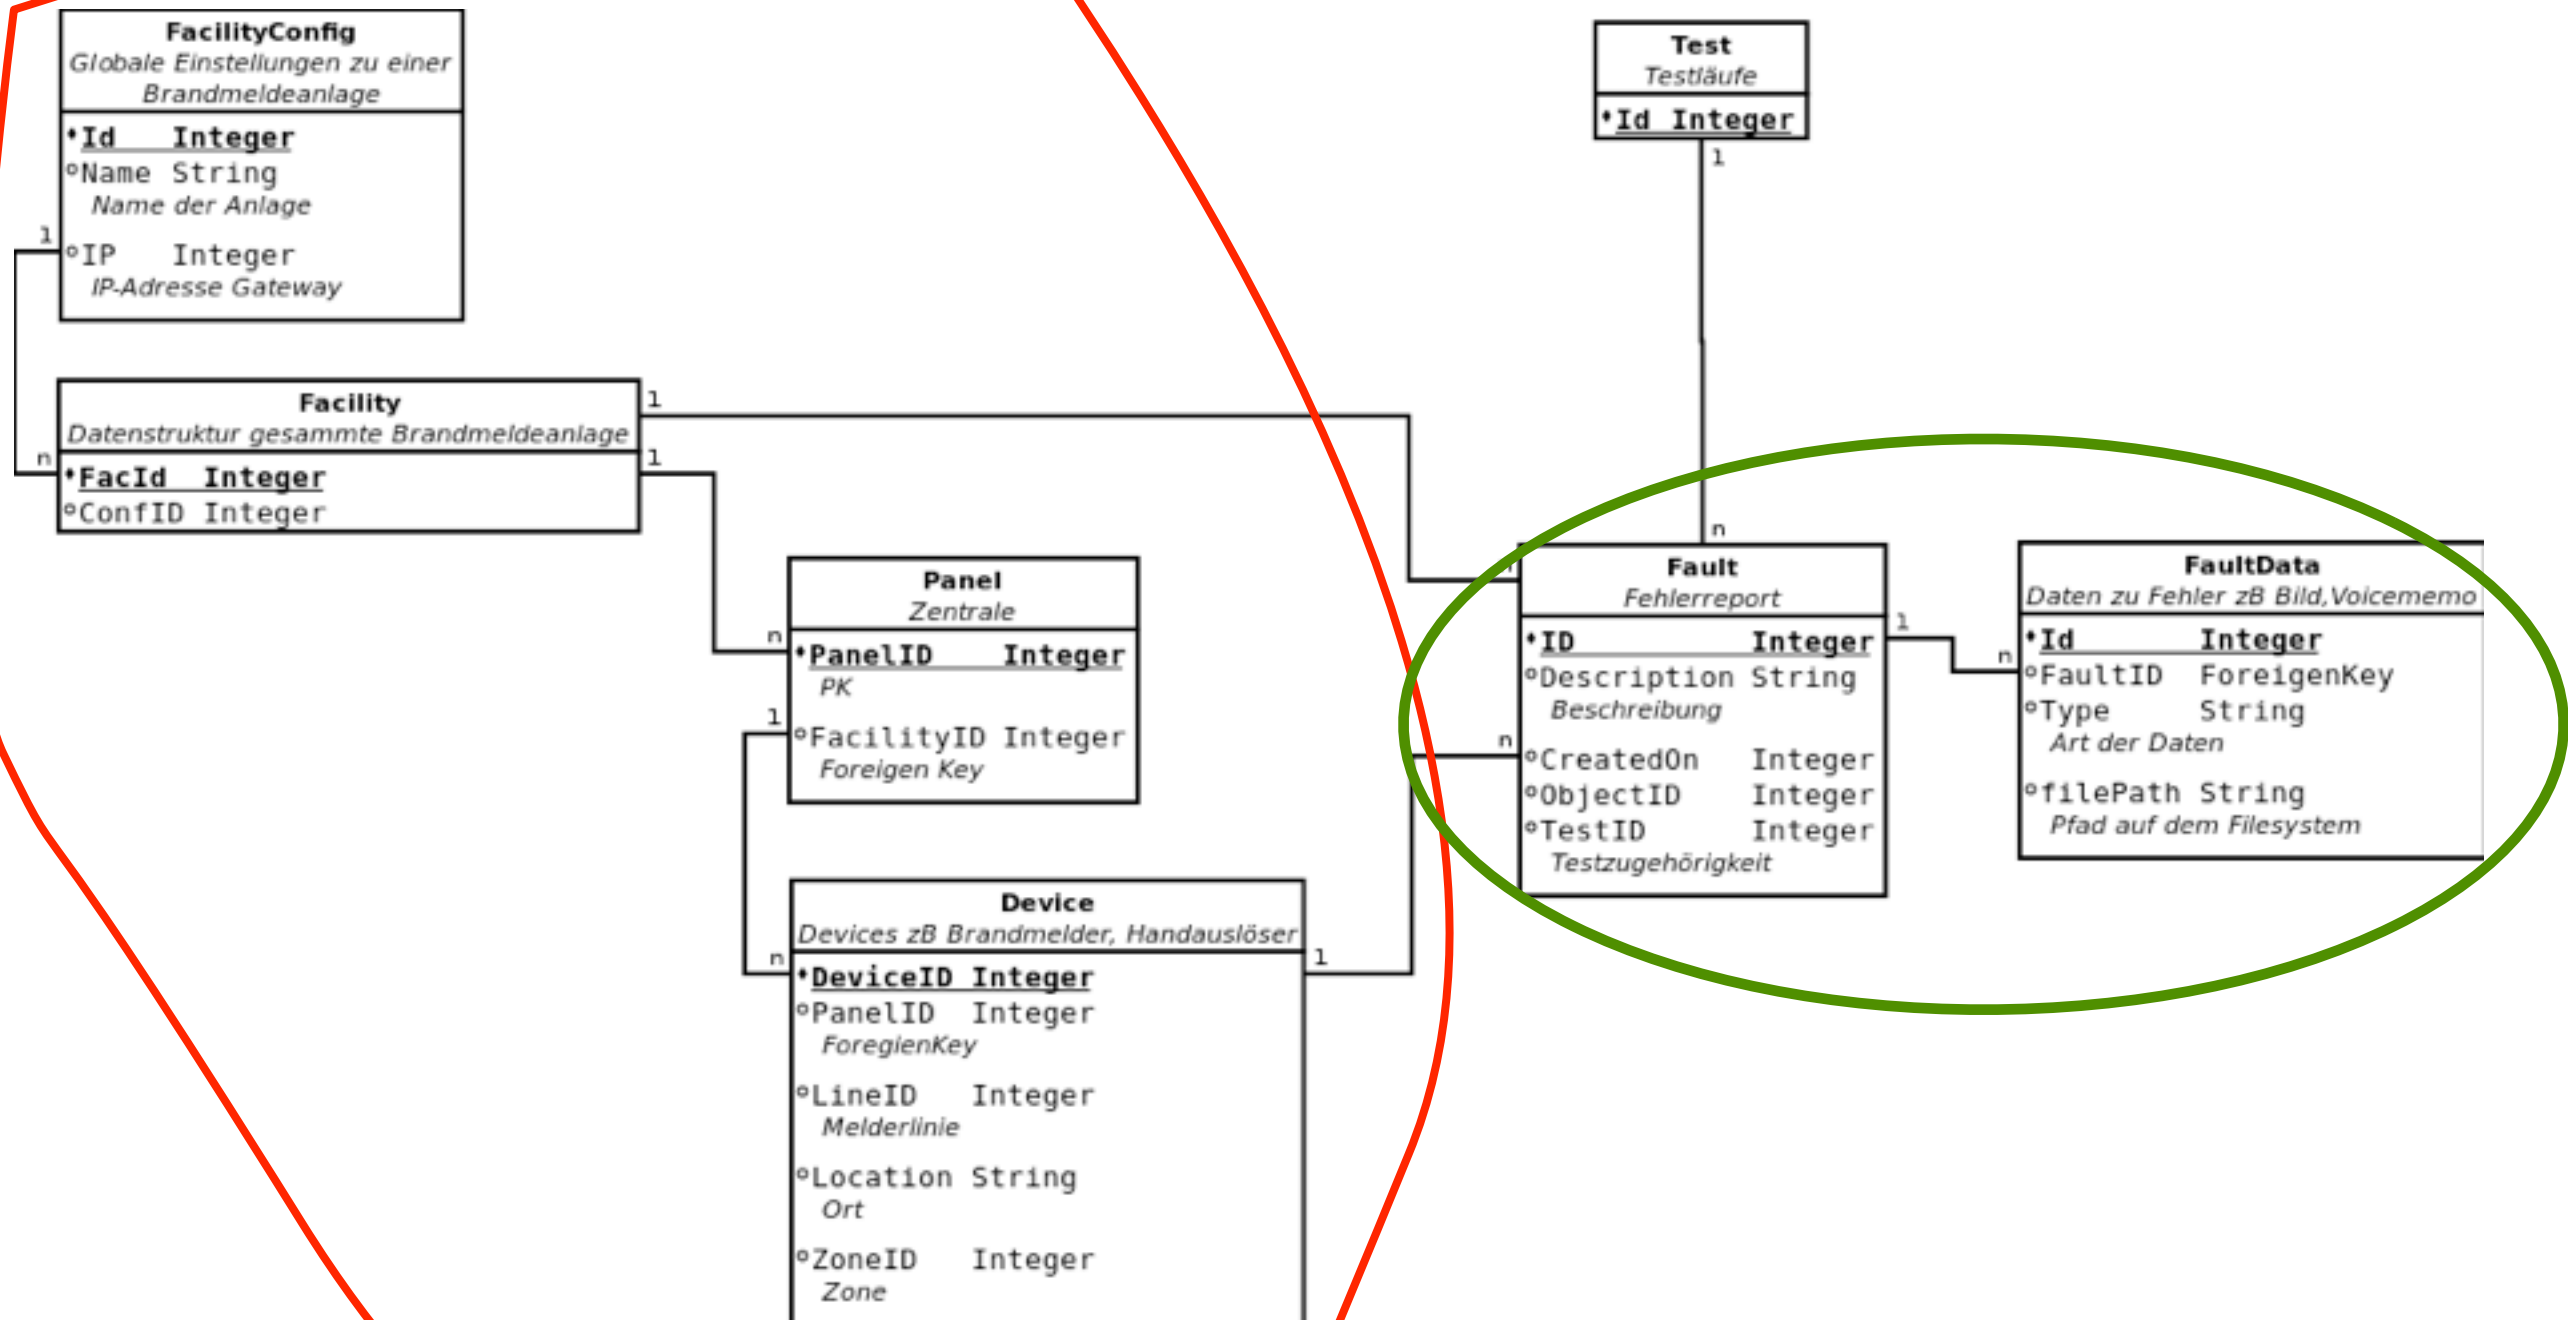 FacilityConfig
Globale Einstellungen zu einer
Brandmeldeanlage
Id Integer
Name String
Name der Anlage
1
IP Integer
IP-Adresse Gateway
Facility
Datenstruktur gesammte Brandmeldeanlage
n
FacId Integer
ConfID Integer
1
1
Panel
Zentrale
n
PanelID Integer
PK
1
FacilityID Integer
Foreigen Key
Device
Devices zB Brandmelder, Handauslöser
n
DeviceID Integer
1
PanelID Integer
ForegienKey
LineID Integer
Melderlinie
Location String
Ort
ZoneID Integer
Zone
Test
Testläufe
Id Integer
1
n
Fault
Fehlerreport
ID Integer
1
Description String
Beschreibung
n
CreatedOn Integer
ObjectID Integer
TestID Integer
Testzugehörigkeit
FaultData
Daten zu Fehler zB Bild,Voicememo
Id Integer
n
FaultID ForeigenKey
Type String
Art der Daten
filePath String
Pfad auf dem Filesystem